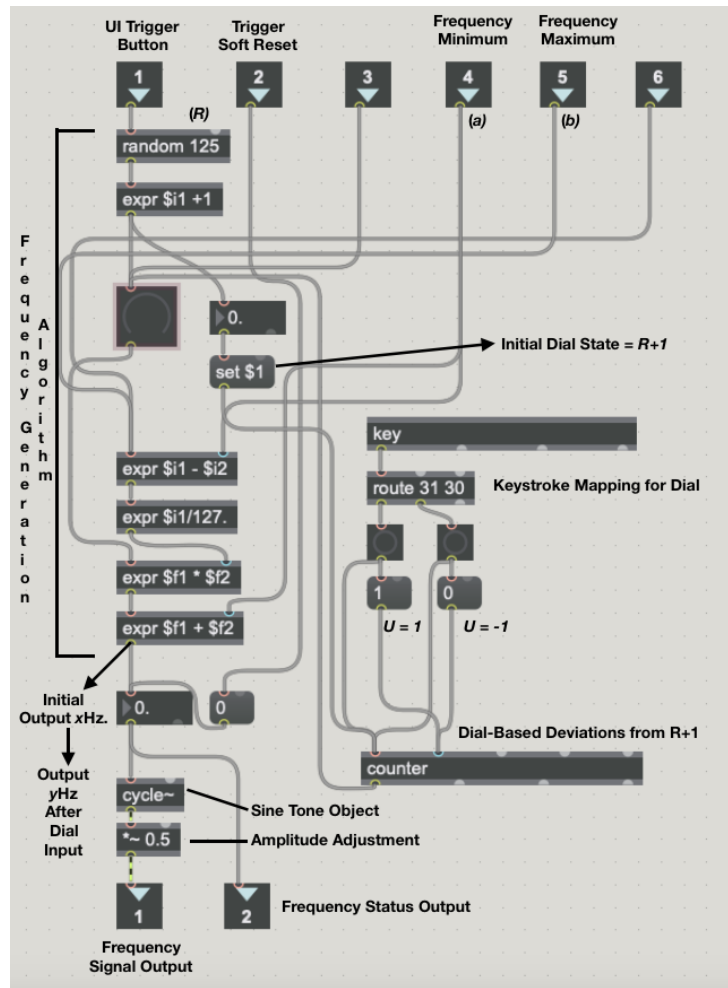 UI Trigger
Button
Trigger
Soft Reset
Frequency
Minimum
Frequency
Maximum
1
2
3
4
5
6
(R)
(a)
(b)
random 125
expr $i1 +1
Frequency Generation
Algorithm
0.
set $1
Initial Dial State = R+1
key
expr $i1 - $i2
route 31 30
Keystroke Mapping for Dial
expr $i1/127.
expr $f1 * $f2
1
0
expr $f1 + $f2
U = 1
U = -1
Initial
Output xHz.
0.
0
Dial-Based Deviations from R+1
Output
yHz
After
Dial
Input
counter
cycle~
Sine Tone Object
*~ 0.5
Amplitude Adjustment
1
2
Frequency Status Output
Frequency
Signal Output